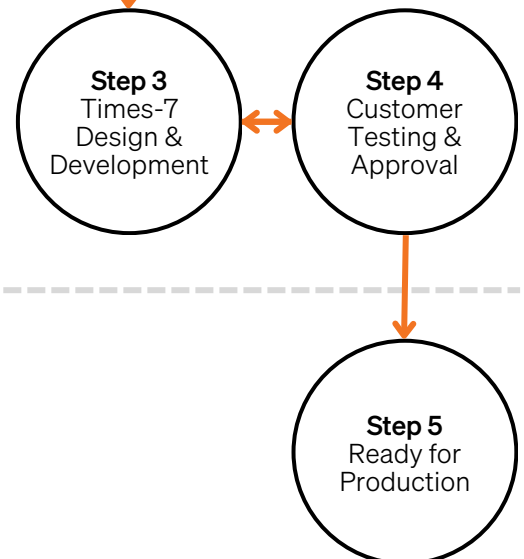 Step 3
Times-7
Design &
Development
Step 4
Customer
Testing &
Approval
Step 5
Ready for
Production